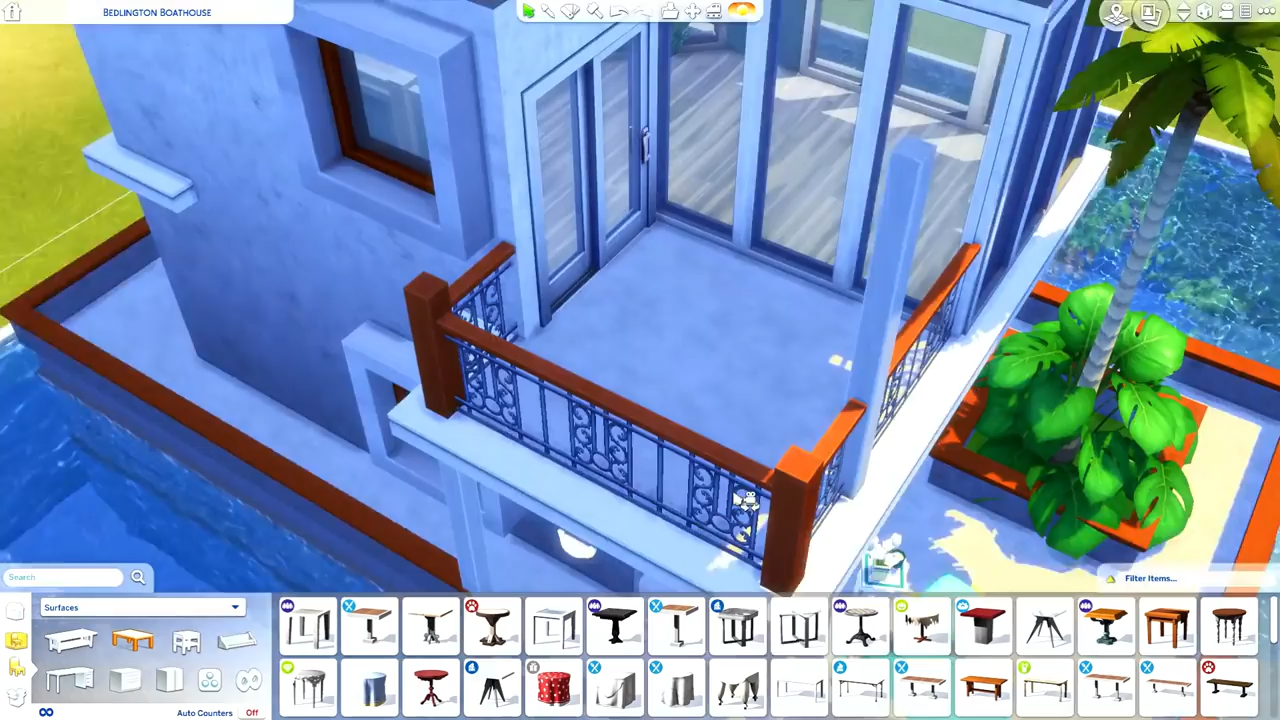 BEDLINGTON BOATHOUSE
Search
Filter Items...
Surfaces
Auto Counters Off